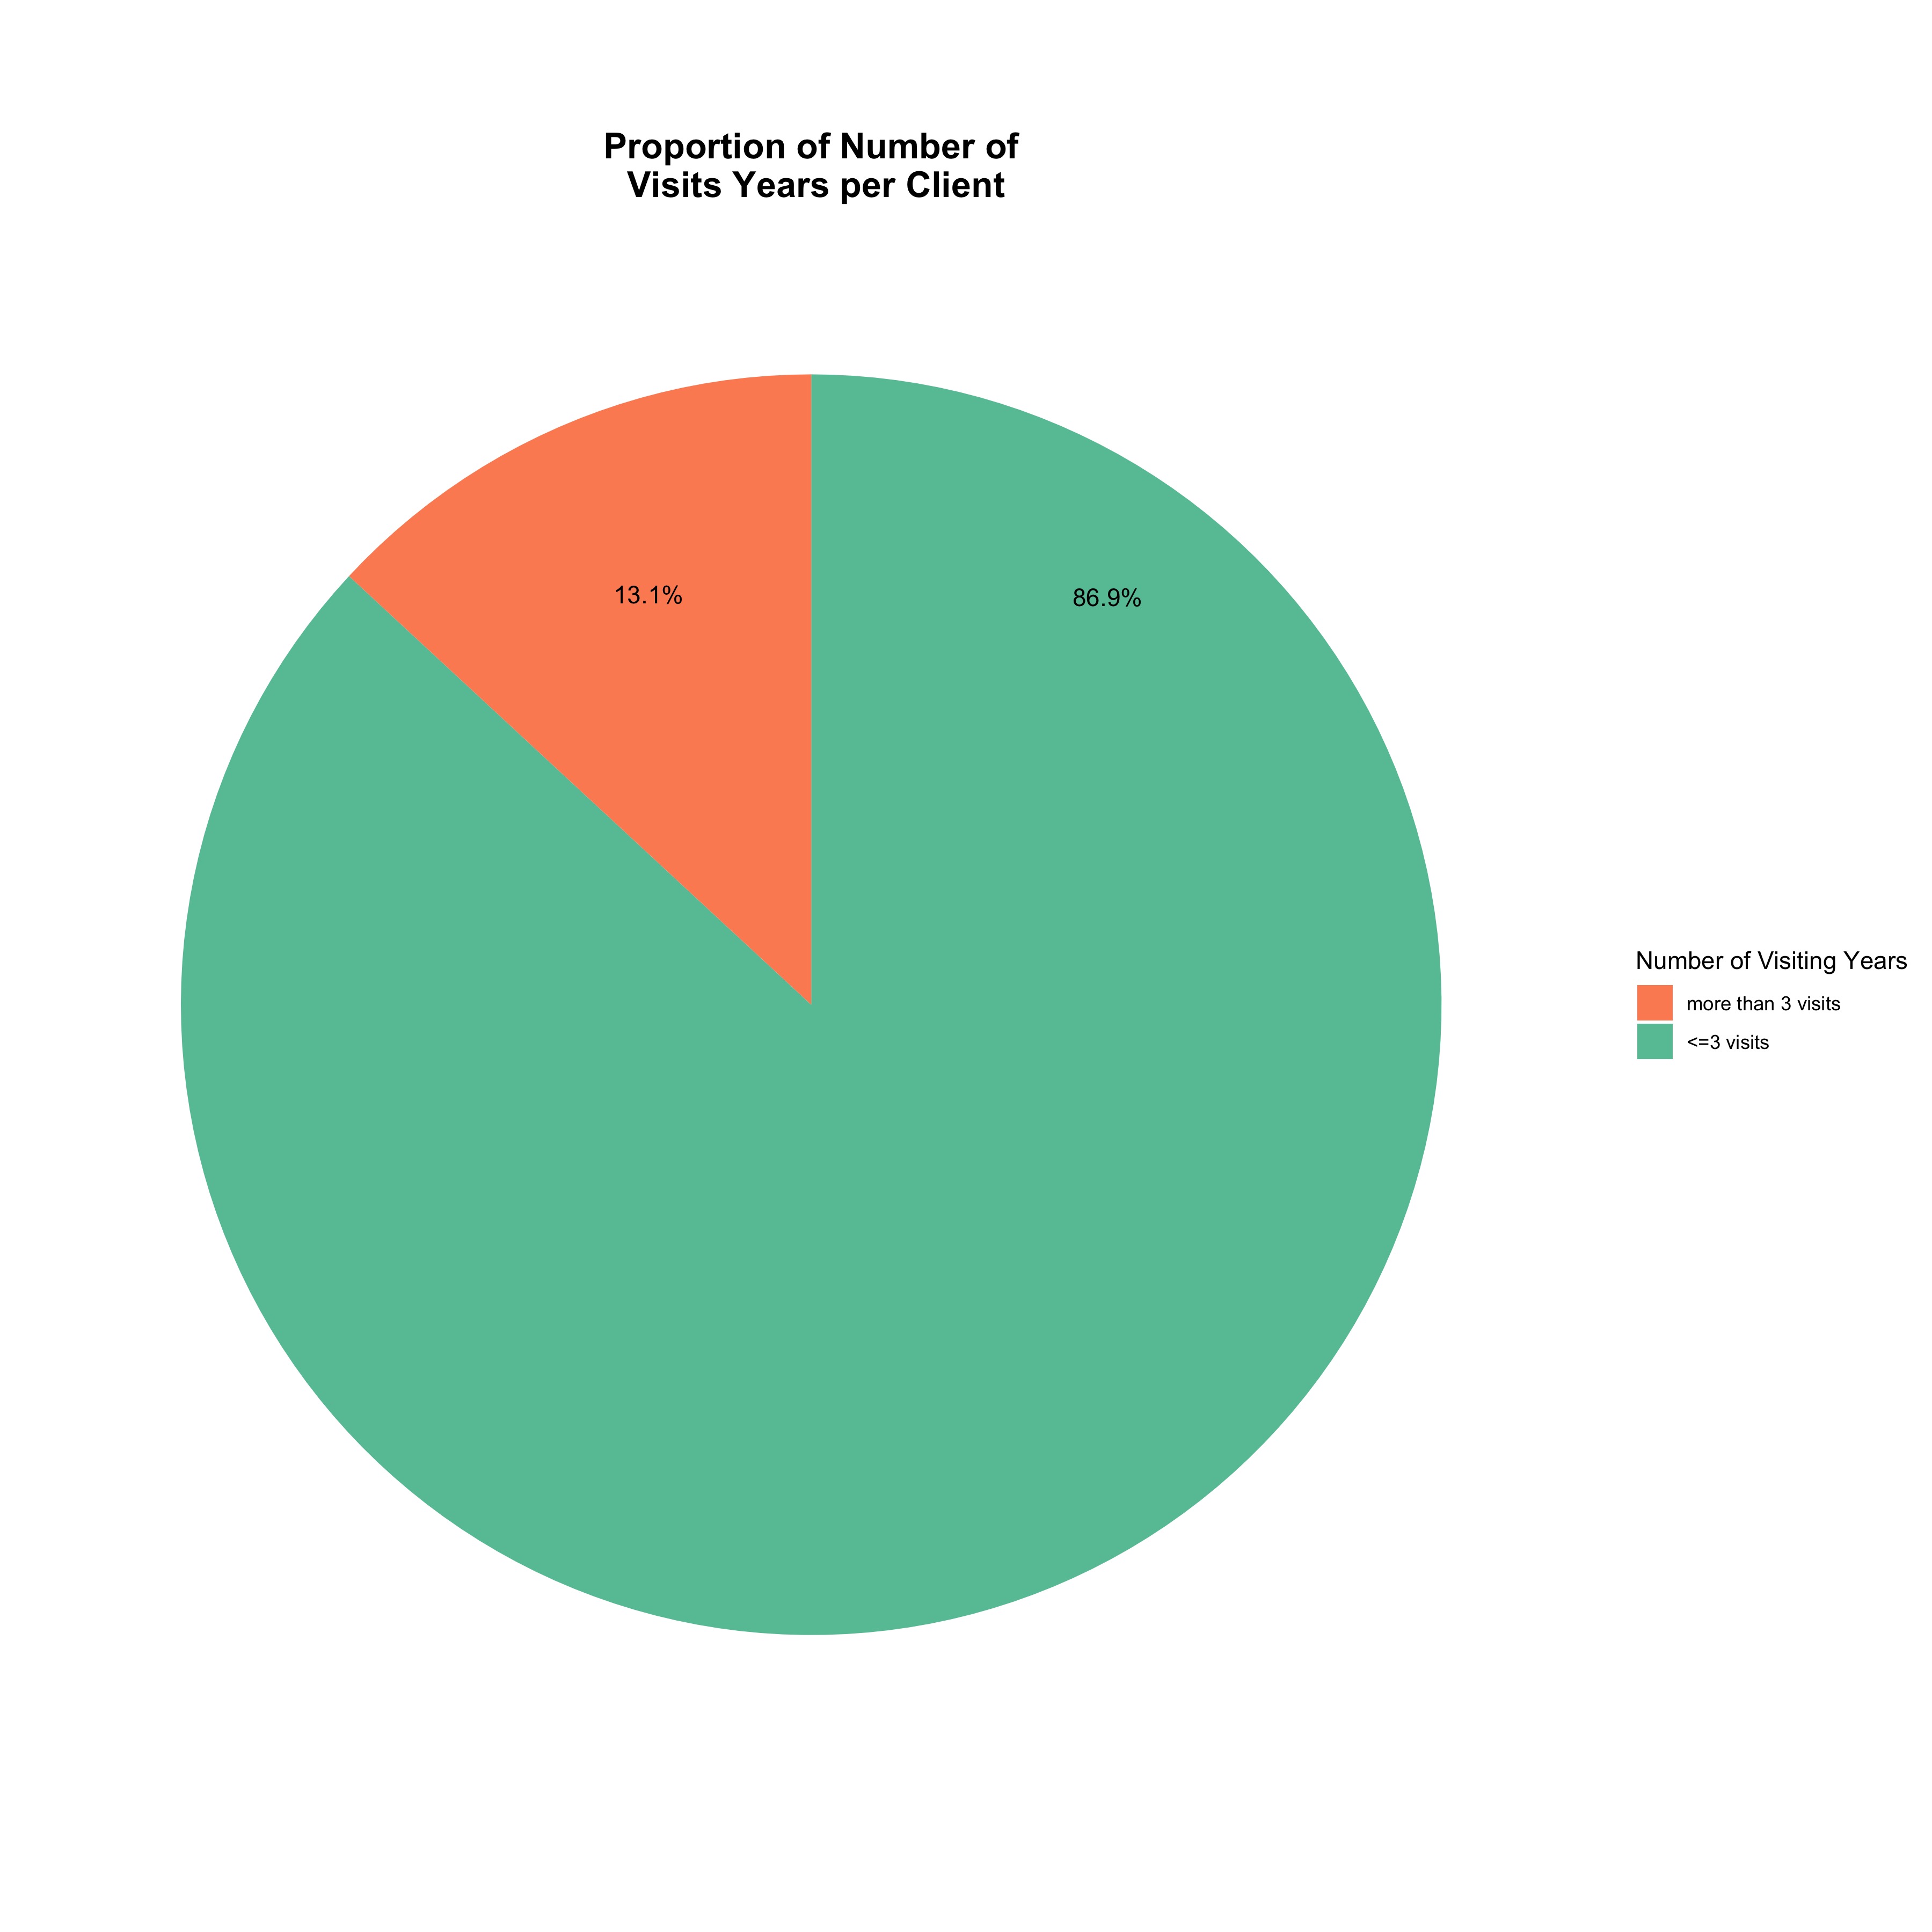 Proportion of Number of
Visits Years per Client
13.1%
86.9%
Number of Visiting Years
more than 3 visits
<=3 visits